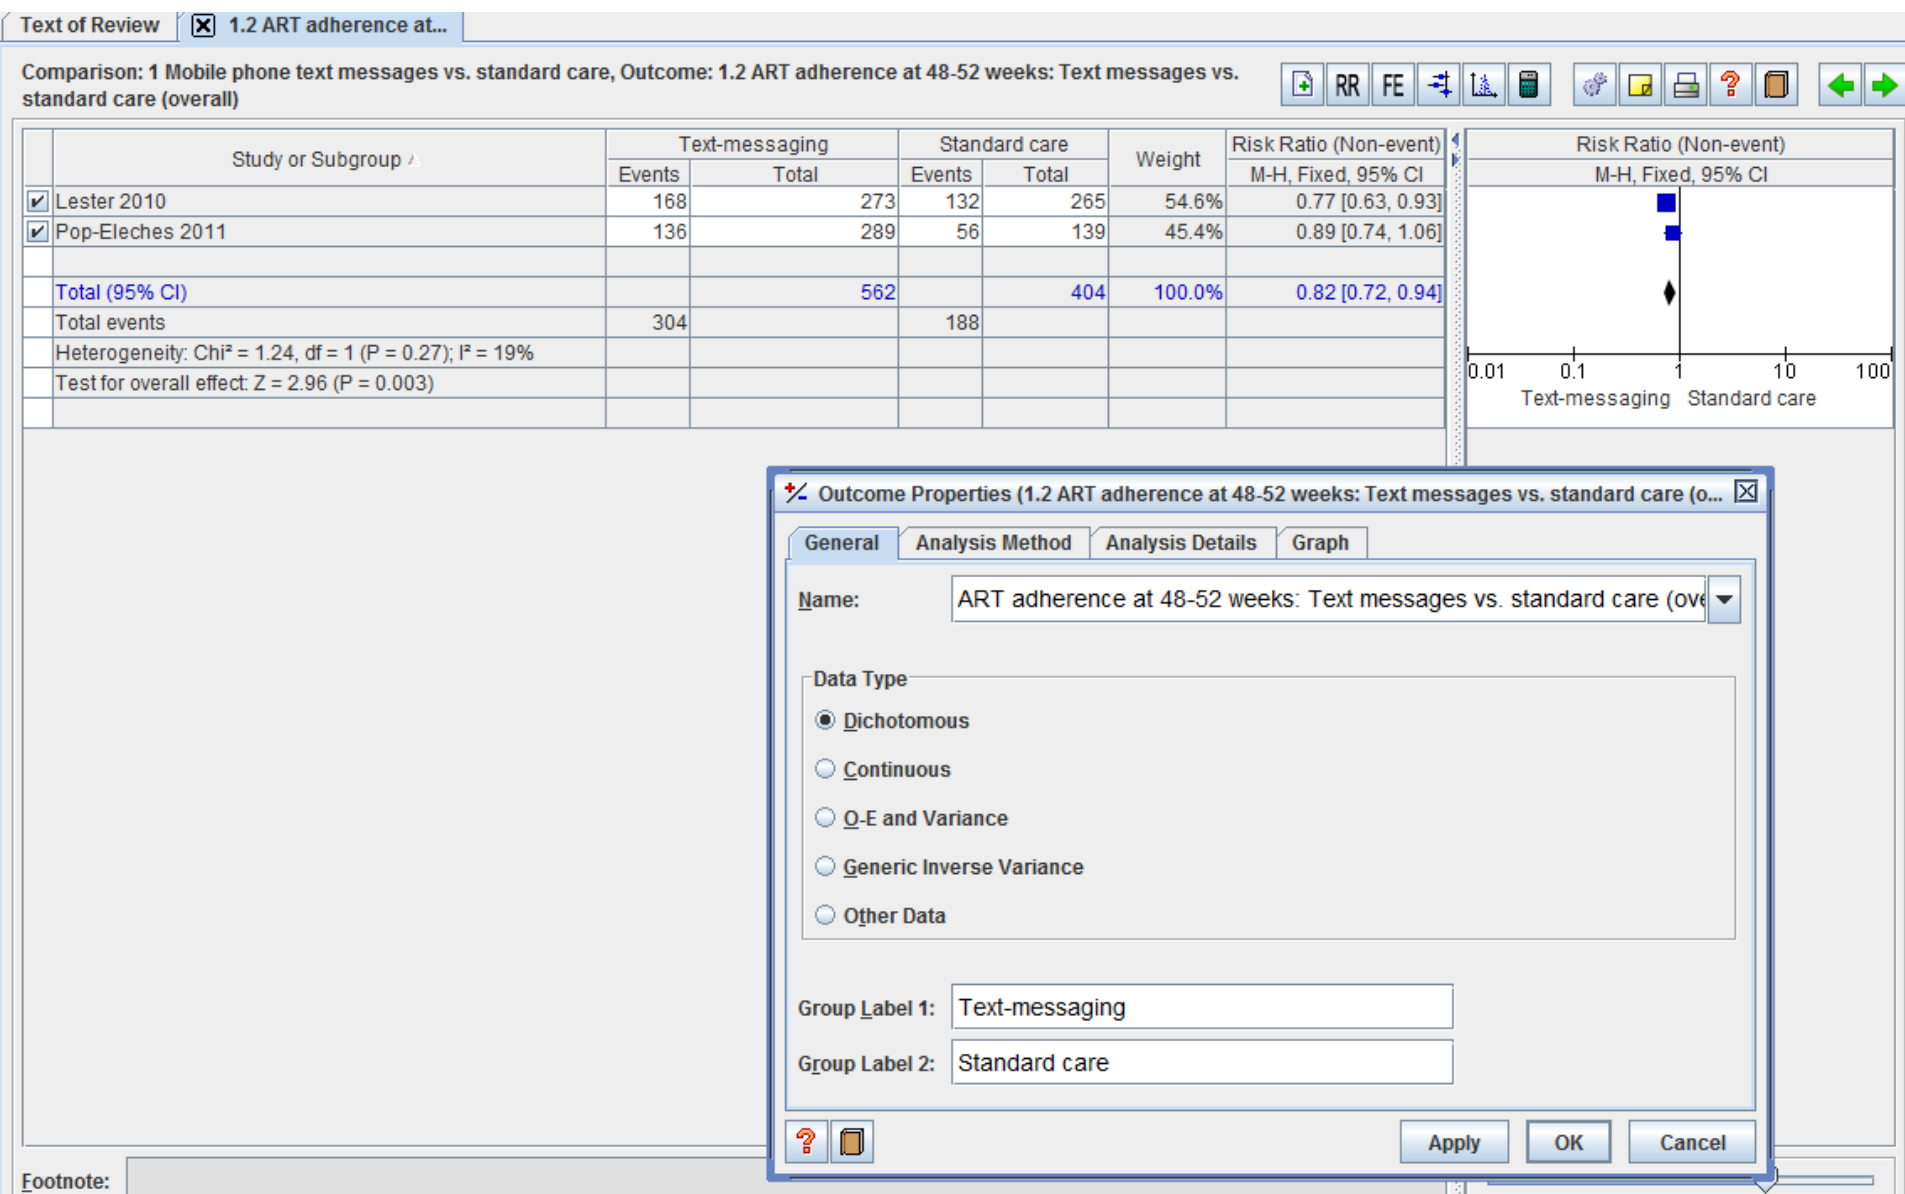 Text of Review
1.2 ART adherence at...
Comparison: 1 Mobile phone text messages vs. standard care, Outcome: 1.2 ART adherence at 48-52 weeks: Text messages vs.
standard care (overall)
RR FE
Study or Subgroup Text-messaging Standard care Weight Risk Ratio (Non-event) Risk Ratio (Non-event)
Events Total Events Total M-H, Fixed, 95% CI M-H, Fixed, 95% CI
Lester 2010 168 273 132 265 54.6% 0.77 [0.63, 0.93]
Pop-Eleches 2011 136 289 56 139 45.4% 0.89 [0.74, 1.06]
Total (95% CI) 562 404 100.0% 0.82 [0.72, 0.94]
Total events 304 188
Heterogeneity: Chi² = 1.24, df = 1 (P = 0.27); I² = 19%
Test for overall effect: Z = 2.96 (P = 0.003)
0.01 0.1 1 10 100
Text-messaging Standard care
Outcome Properties (1.2 ART adherence at 48-52 weeks: Text messages vs. standard care (o...
General Analysis Method Analysis Details Graph
Name: ART adherence at 48-52 weeks: Text messages vs. standard care (ove
Data Type
Dichotomous
Continuous
O-E and Variance
Generic Inverse Variance
Other Data
Group Label 1: Text-messaging
Group Label 2: Standard care
Apply OK Cancel
Footnote: